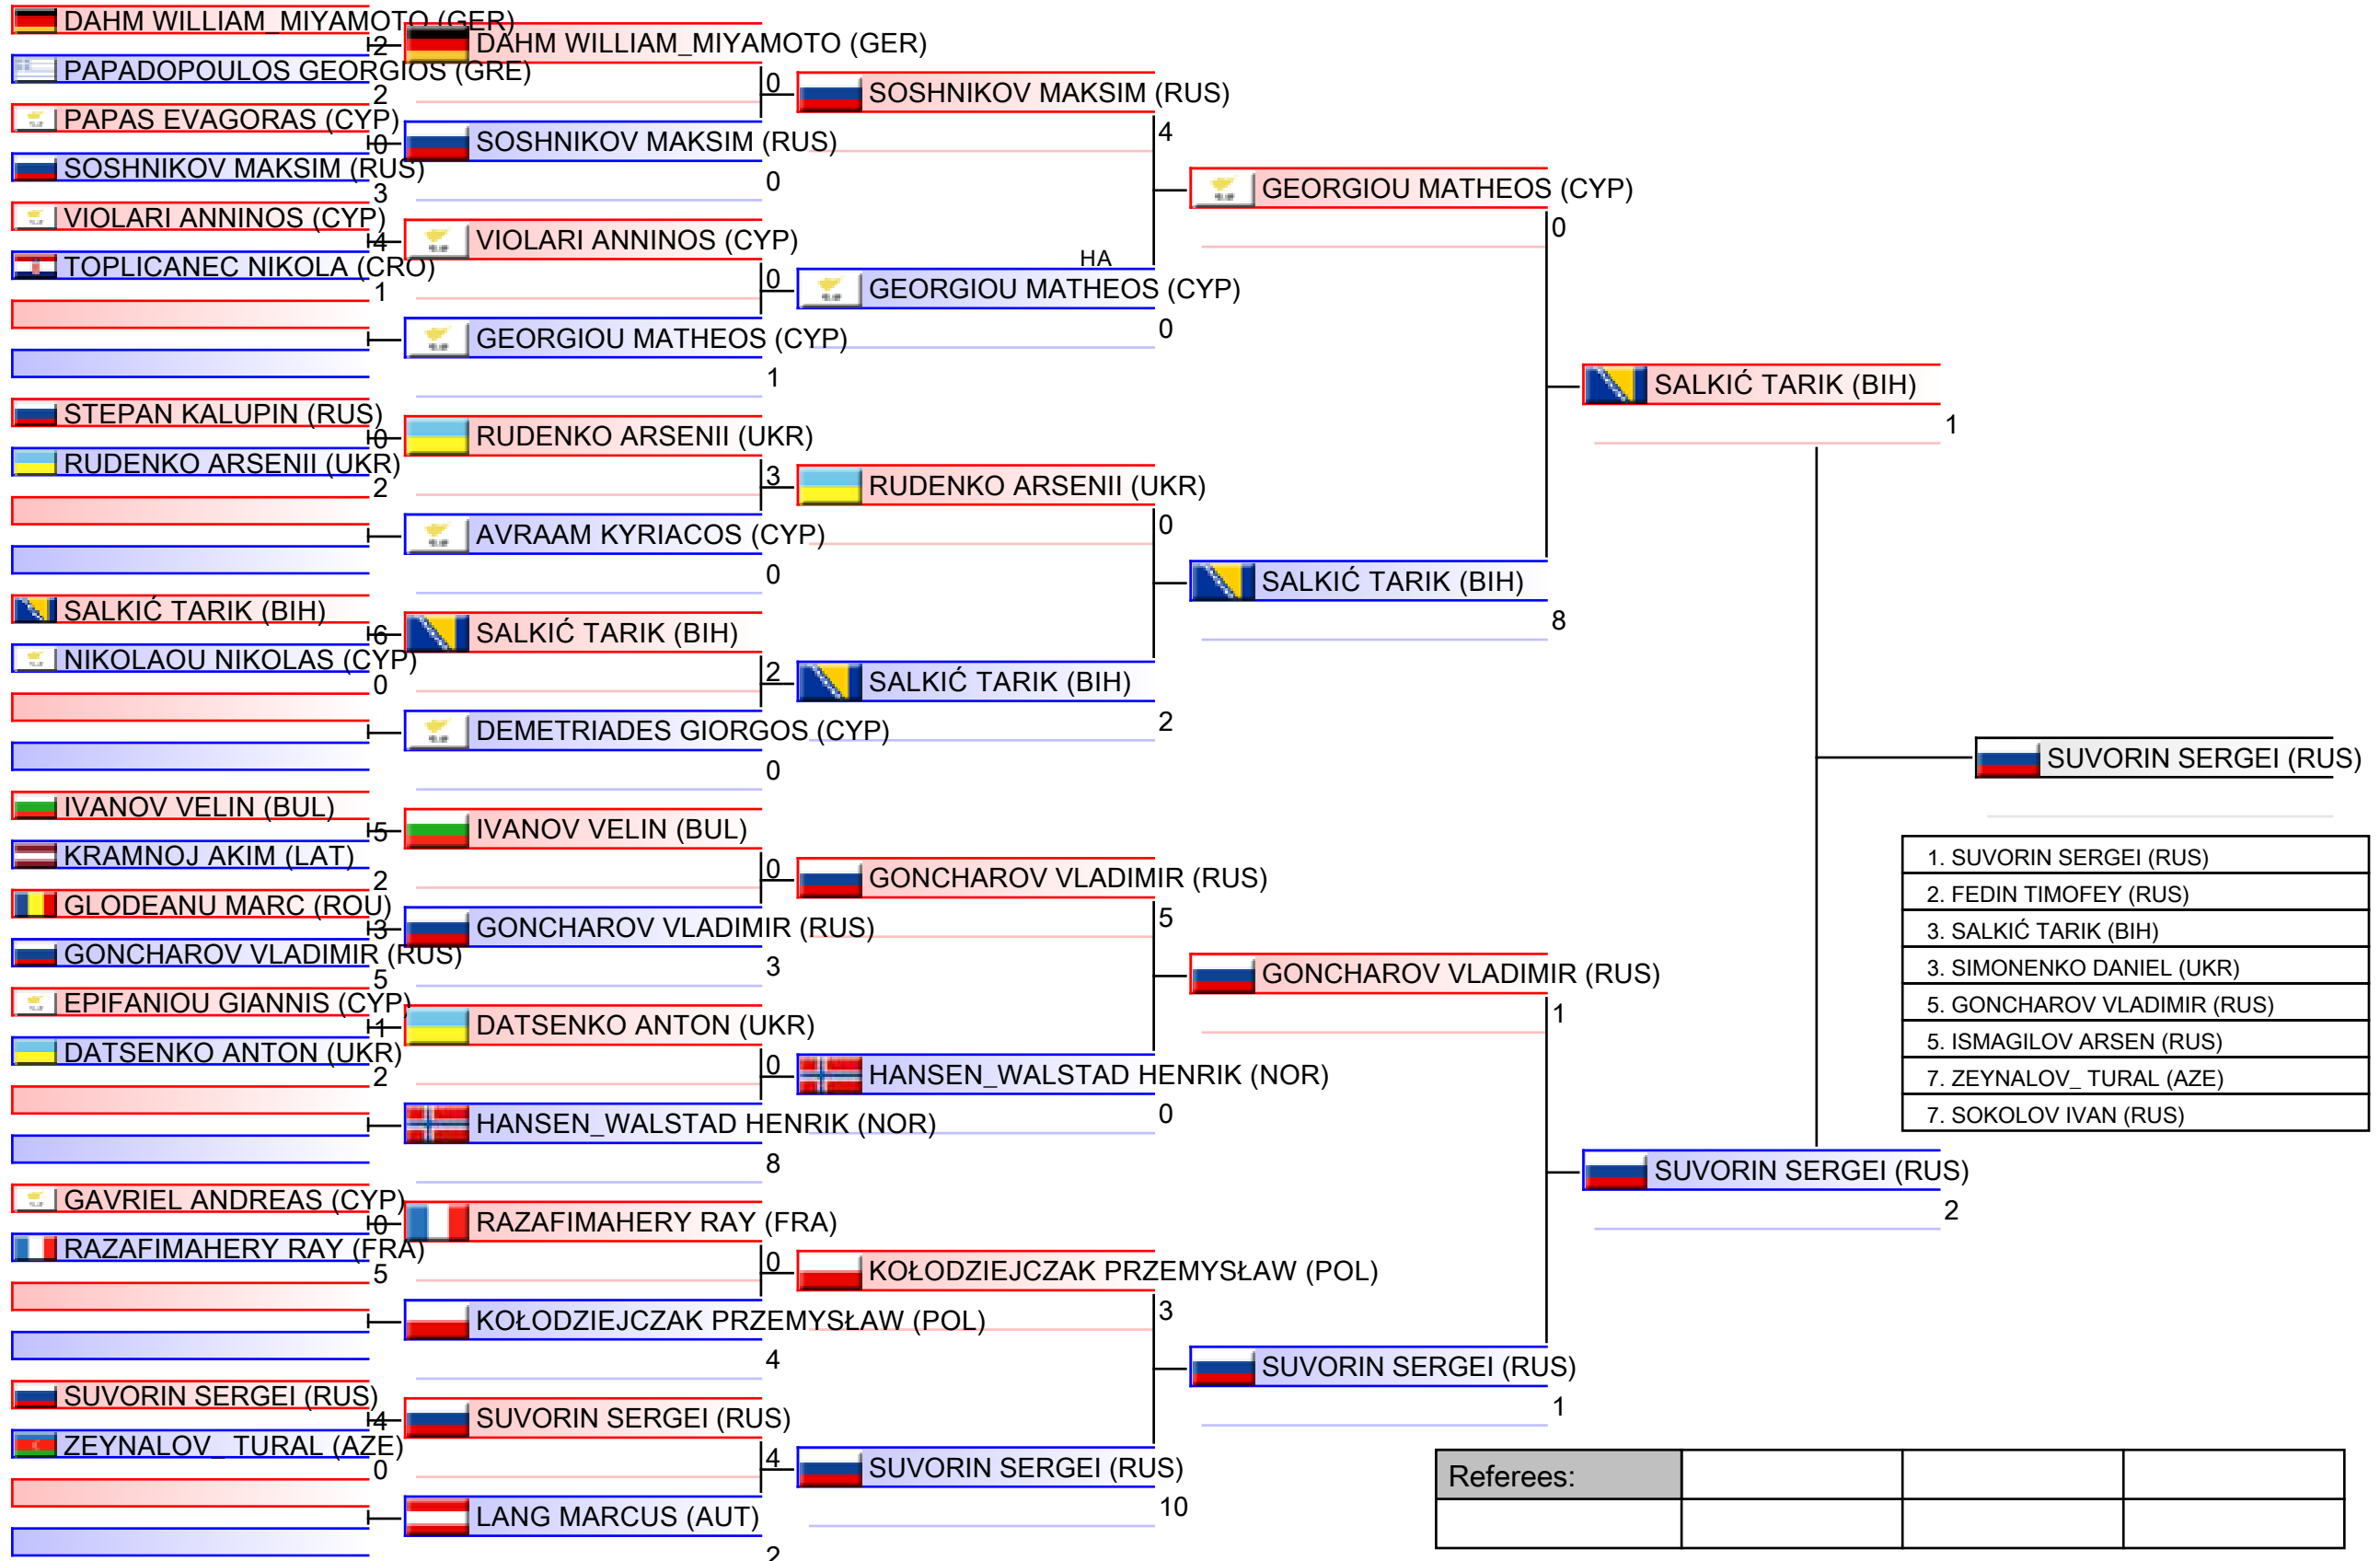 DAHM WILLIAM_MIYAMOTO (GER)
2
PAPADOPOULOS GEORGIOS (GRE)
2
PAPAS EVAGORAS (CYP)
0
SOSHNIKOV MAKSIM (RUS)
3
VIOLARI ANNINOS (CYP)
4
TOPLICANEC NIKOLA (CRO)
1
STEPAN KALUPIN (RUS)
0
RUDENKO ARSENII (UKR)
2
SALKIĆ TARIK (BIH)
6
NIKOLAOU NIKOLAS (CYP)
0
IVANOV VELIN (BUL)
5
KRAMNOJ AKIM (LAT)
2
GLODEANU MARC (ROU)
3
GONCHAROV VLADIMIR (RUS)
5
EPIFANIOU GIANNIS (CYP)
1
DATSENKO ANTON (UKR)
2
GAVRIEL ANDREAS (CYP)
0
RAZAFIMAHERY RAY (FRA)
5
SUVORIN SERGEI (RUS)
4
ZEYNALOV_ TURAL (AZE)
0
DAHM WILLIAM_MIYAMOTO (GER)
0
SOSHNIKOV MAKSIM (RUS)
0
VIOLARI ANNINOS (CYP)
0
GEORGIOU MATHEOS (CYP)
1
RUDENKO ARSENII (UKR)
3
AVRAAM KYRIACOS (CYP)
0
SALKIĆ TARIK (BIH)
2
DEMETRIADES GIORGOS (CYP)
0
IVANOV VELIN (BUL)
0
GONCHAROV VLADIMIR (RUS)
3
DATSENKO ANTON (UKR)
0
HANSEN_WALSTAD HENRIK (NOR)
8
RAZAFIMAHERY RAY (FRA)
0
KOŁODZIEJCZAK PRZEMYSŁAW (POL)
4
SUVORIN SERGEI (RUS)
4
LANG MARCUS (AUT)
2
SOSHNIKOV MAKSIM (RUS)
4
HA
GEORGIOU MATHEOS (CYP)
0
RUDENKO ARSENII (UKR)
0
SALKIĆ TARIK (BIH)
2
GONCHAROV VLADIMIR (RUS)
5
HANSEN_WALSTAD HENRIK (NOR)
0
KOŁODZIEJCZAK PRZEMYSŁAW (POL)
3
SUVORIN SERGEI (RUS)
10
GEORGIOU MATHEOS (CYP)
0
SALKIĆ TARIK (BIH)
8
GONCHAROV VLADIMIR (RUS)
1
SUVORIN SERGEI (RUS)
1
SALKIĆ TARIK (BIH)
1
SUVORIN SERGEI (RUS)
2
SUVORIN SERGEI (RUS)
1. SUVORIN SERGEI (RUS)
2. FEDIN TIMOFEY (RUS)
3. SALKIĆ TARIK (BIH)
3. SIMONENKO DANIEL (UKR)
5. GONCHAROV VLADIMIR (RUS)
5. ISMAGILOV ARSEN (RUS)
7. ZEYNALOV_ TURAL (AZE)
7. SOKOLOV IVAN (RUS)
Referees: